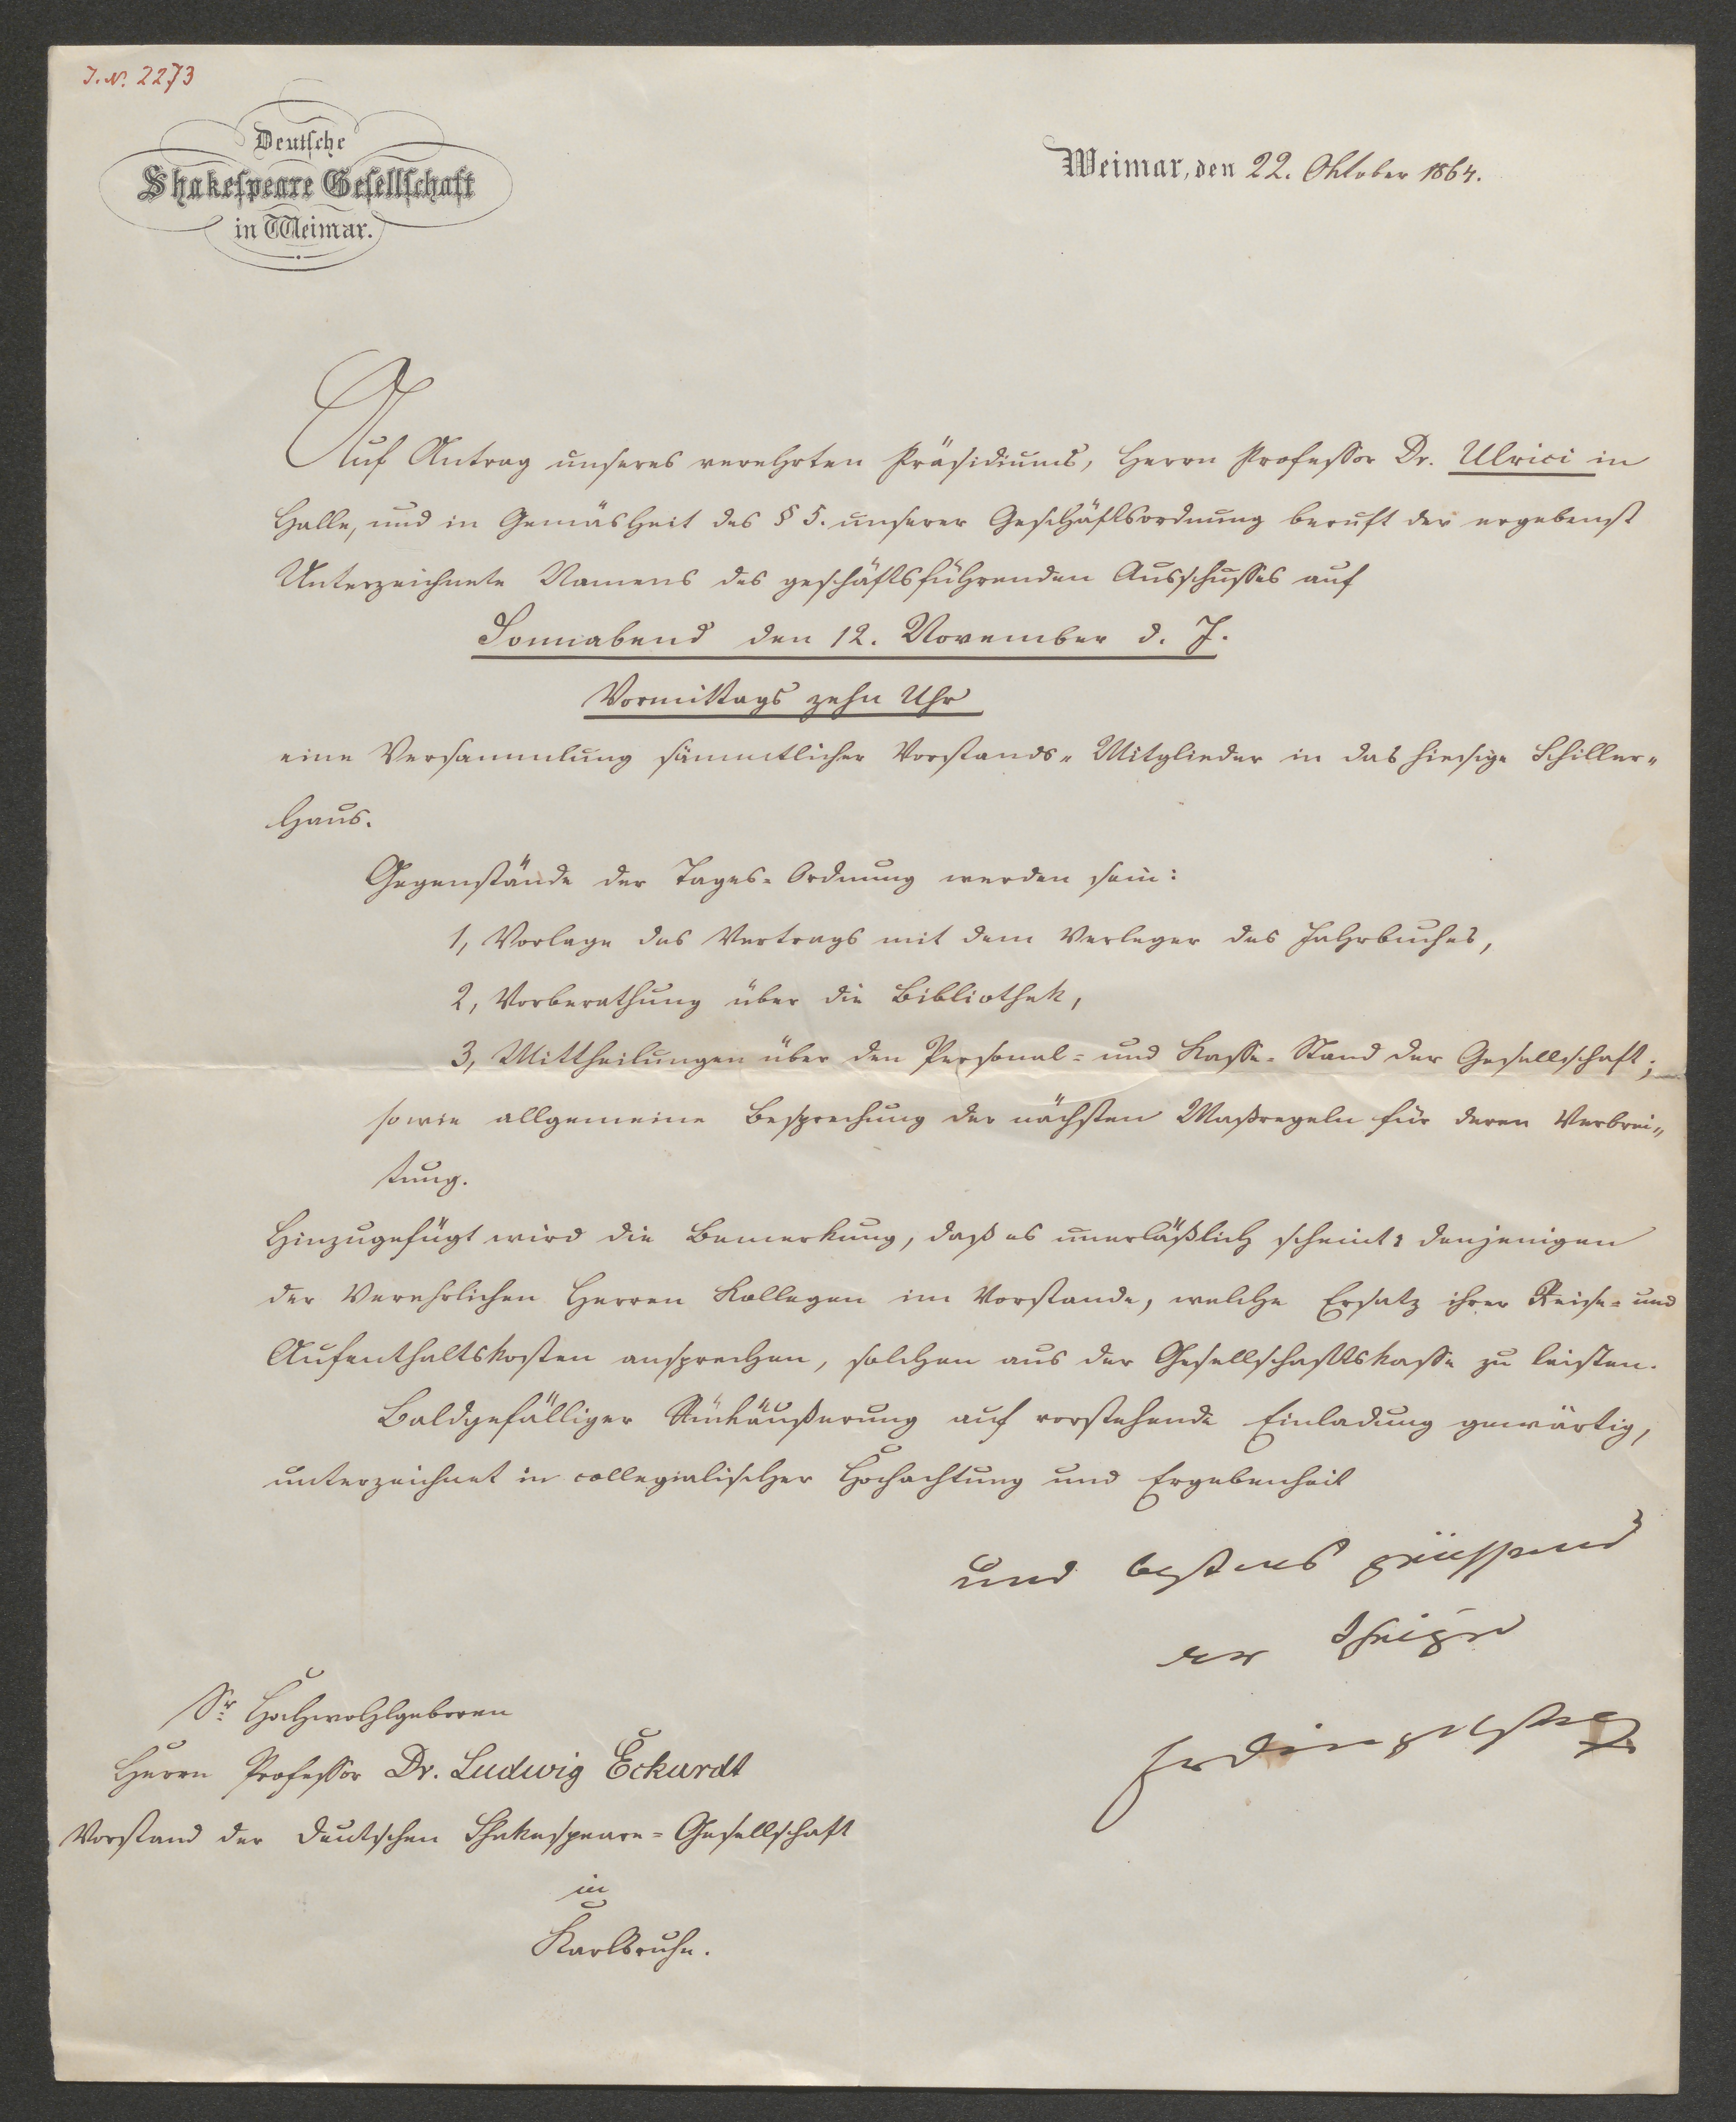 J. N. 2273
Deutsche
Shakespeare Gesellschaft
in Weimar.
Weimar, den 22. Oktober 1864.
Auf Antrag unseres verehrten Präsidiums, Herrn Professor Dr. Ulrici in
Halle, und in Gemäsheit des § 5. unserer Geschäftsordnung beruft der ergebenst
Unterzeichnete Namens des geschäftsführenden Ausschusses auf
Sonnabend den 12. November d. J.
Vormittags zehn Uhr
eine Versammlung sämmtlicher Vorstands-Mitglieder in das hiesige Schiller-
Haus.
Gegenstände der Tages-Ordnung werden sein:
1, Vorlage des Vertrags mit dem Verleger des Jahrbuches,
2, Vorberathung über die Bibliothek,
3, Mittheilungen über den Personal- und Kasse-Stand der Gesellschaft;
sowie allgemeine Besprechung der nächsten Maßregeln für deren Verbrei-
tung.
Hinzugefügt wird die Bemerkung, daß es unerläßlich scheint: denjenigen
der Verehrlichen Herren Kollegen im Vorstande, welche Ersatz ihrer Reise- und
Aufenthaltskosten ansprechen, solchen aus der Gesellschaftskasse zu leisten.
Baldgefälliger Rückäußerung auf vorstehende Einladung gewärtig,
unterzeichnet in collegialischer Hochachtung und Ergebenheit
und bestens grüssend
der Ihrige
Frdingelstedt
Sr. Hochwohlgeboren
Herrn Professor Dr. Ludwig Eckardt
Vorstand der deutschen Shakespeare-Gesellschaft
in
Karlsruhe.